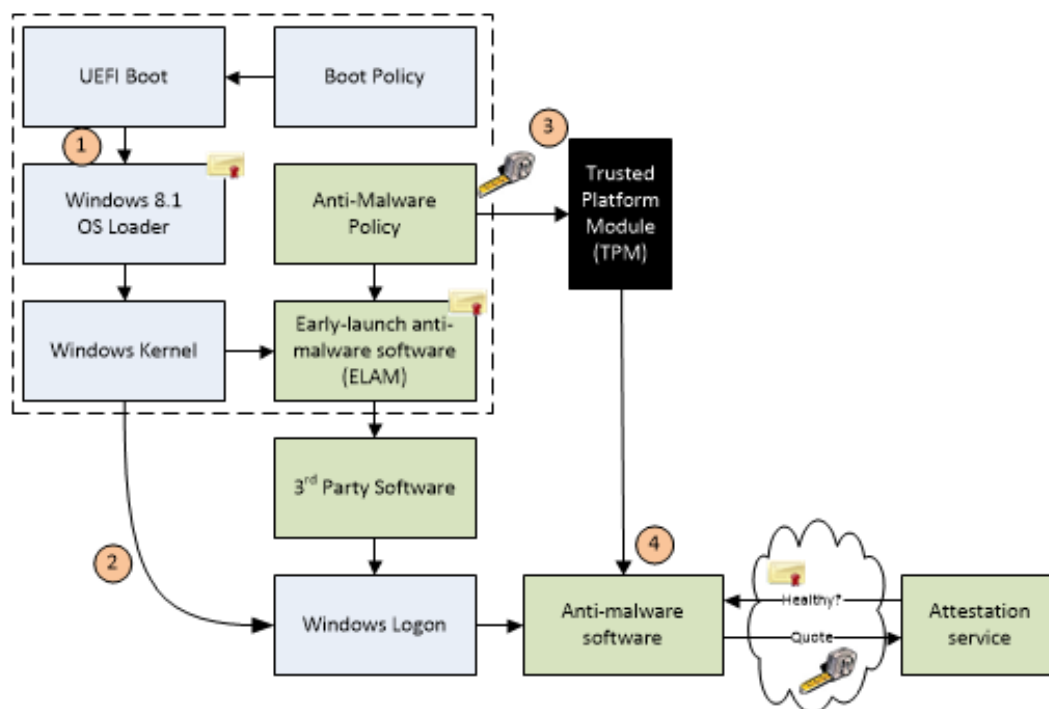 UEFI Boot
Boot Policy
1
3
Windows 8.1
OS Loader
Anti-Malware
Policy
Trusted
Platform
Module
(TPM)
Windows Kernel
Early-launch anti-
malware software
(ELAM)
3rd Party Software
2
4
Windows Logon
Anti-malware
software
Healthy?
Quote
Attestation
service